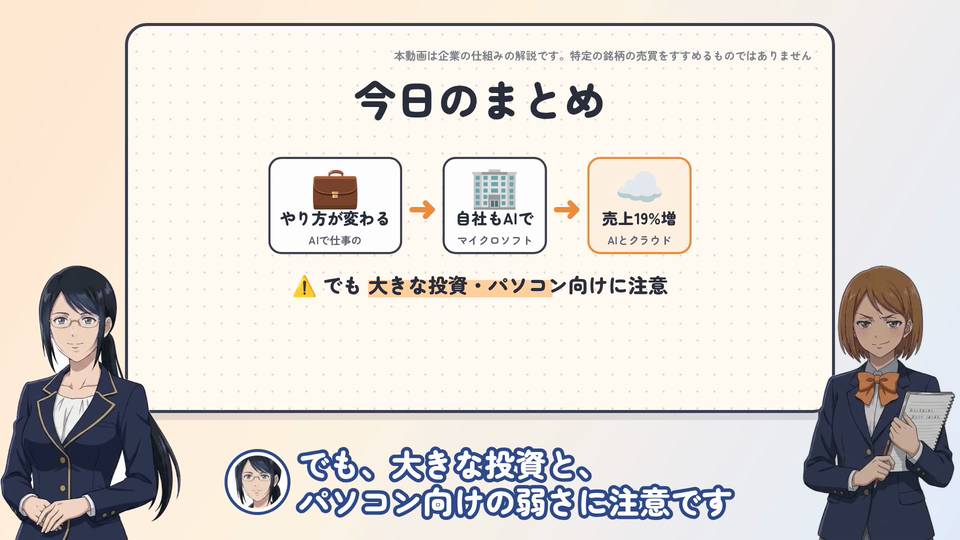 本動画は企業の仕組みの解説です。特定の銘柄の売買をすすめるものではありません
今日のまとめ
やり方が変わる
AIで仕事の
自社もAIで
マイクロソフト
売上19%増
AIとクラウド
でも 大きな投資・パソコン向けに注意
でも、大きな投資と、
パソコン向けの弱さに注意です